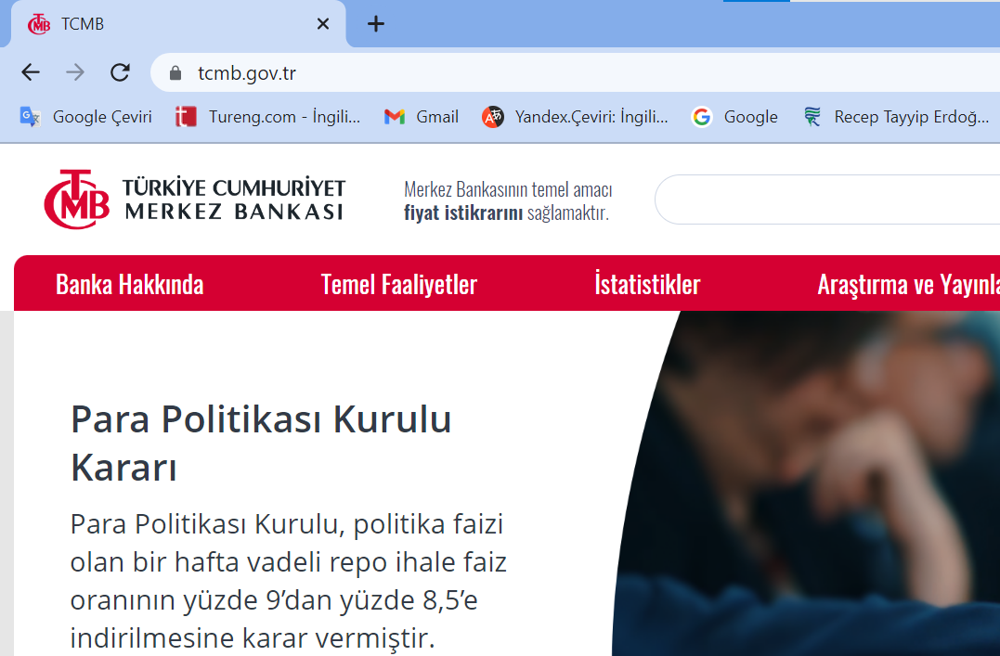 TCMB
tcmb.gov.tr
Google Çeviri
Tureng.com - İngili...
Gmail
Yandex.Çeviri: İngili...
Google
Recep Tayyip Erdoğ...
TÜRKİYE CUMHURİYET
MERKEZ BANKASI
Merkez Bankasının temel amacı
fiyat istikrarını sağlamaktır.
Banka Hakkında
Temel Faaliyetler
İstatistikler
Araştırma ve Yayınla
Para Politikası Kurulu
Kararı
Para Politikası Kurulu, politika faizi
olan bir hafta vadeli repo ihale faiz
oranının yüzde 9’dan yüzde 8,5’e
indirilmesine karar vermiştir.